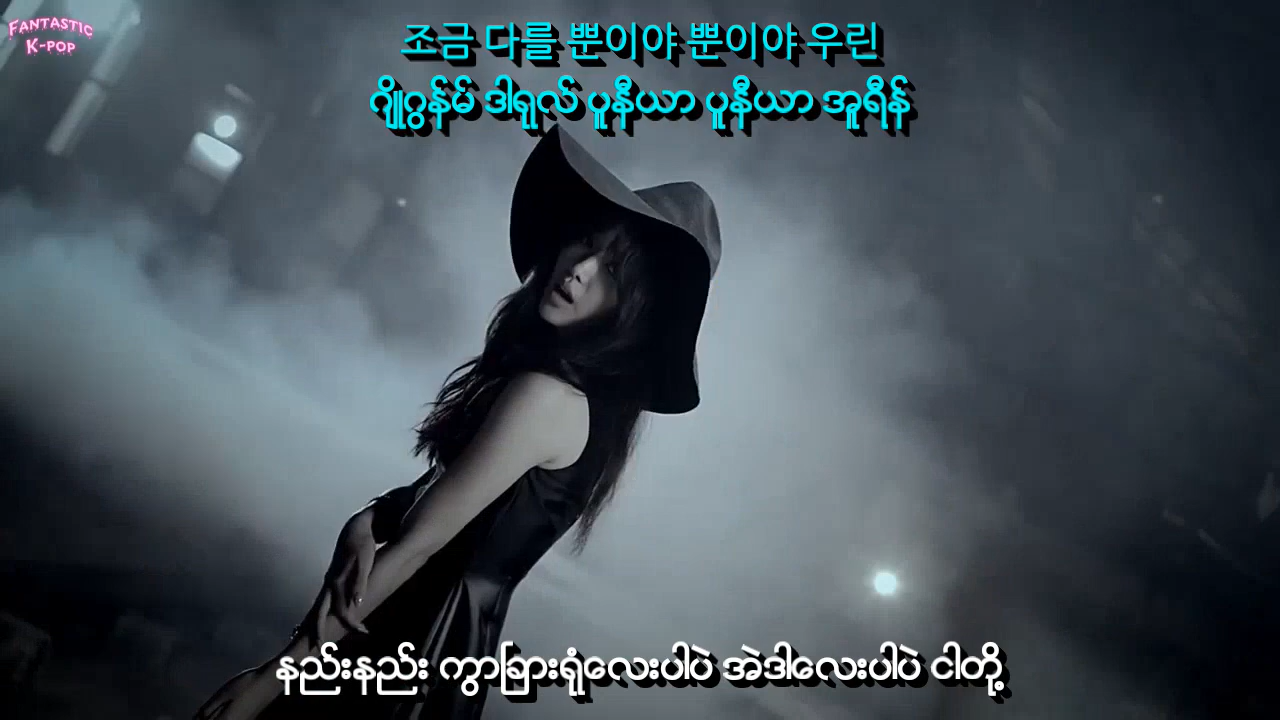 FANTASTIC
K-POP
조금 다를 뿐이야 뿐이야 우린
ဂျိုဂွန်မ် ဒါရုလ် ပူနီယာ ပူနီယာ အူရီန်
နည်းနည်း ကွာခြားရုံလေးပါပဲ အဲဒါလေးပါပဲ ငါတို့